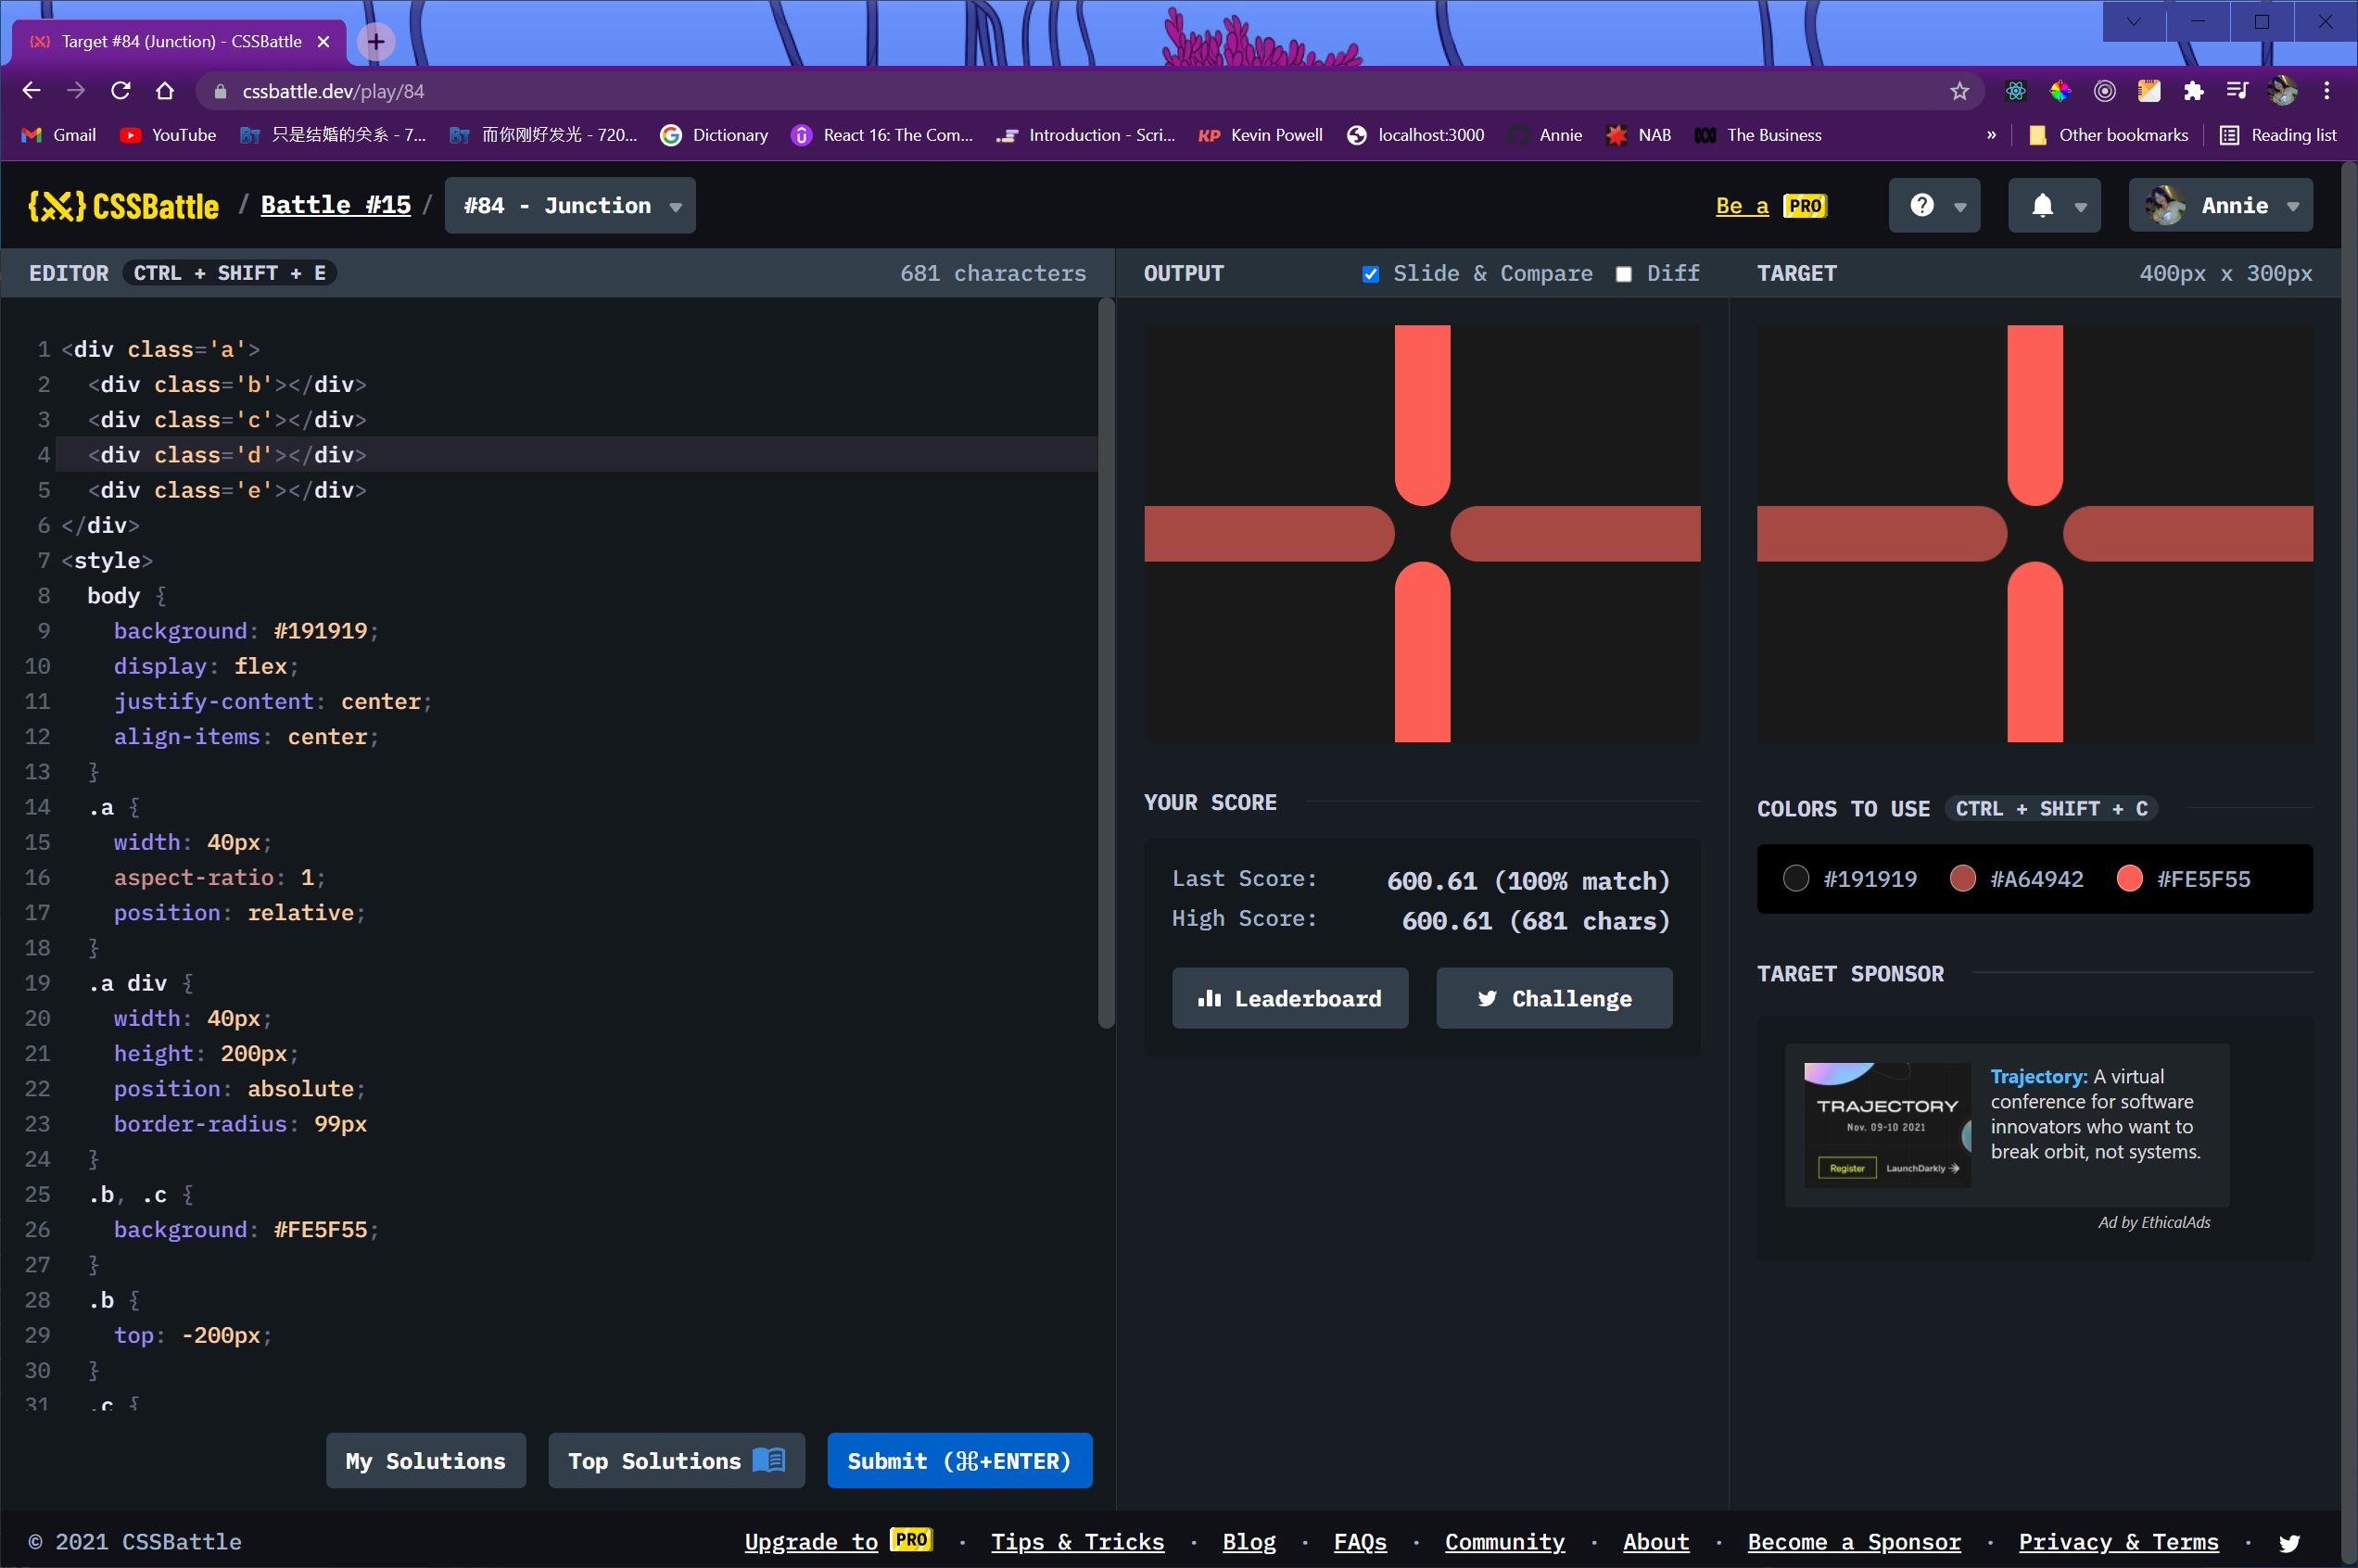 Target #84 (Junction) - CSSBattle
cssbattle.dev/play/84
Gmail YouTube 只是结婚的关系 - 7... 而你刚好发光 - 720... Dictionary React 16: The Com... Introduction - Scri... KP Kevin Powell localhost:3000 Annie NAB The Business » Other bookmarks Reading list
{X} CSSBattle / Battle #15 / #84 - Junction Be a PRO ? Annie
EDITOR CTRL + SHIFT + E 681 characters OUTPUT Slide & Compare Diff TARGET 400px x 300px
1 <div class='a'>
2 <div class='b'></div>
3 <div class='c'></div>
4 <div class='d'></div>
5 <div class='e'></div>
6 </div>
7 <style>
8 body {
9 background: #191919;
10 display: flex;
11 justify-content: center;
12 align-items: center;
13 }
14 .a {
15 width: 40px;
16 aspect-ratio: 1;
17 position: relative;
18 }
19 .a div {
20 width: 40px;
21 height: 200px;
22 position: absolute;
23 border-radius: 99px
24 }
25 .b, .c {
26 background: #FE5F55;
27 }
28 .b {
29 top: -200px;
30 }
31 .c {
My Solutions Top Solutions Submit (⌘+ENTER)
YOUR SCORE
Last Score: 600.61 (100% match)
High Score: 600.61 (681 chars)
Leaderboard Challenge
COLORS TO USE CTRL + SHIFT + C
#191919 #A64942 #FE5F55
TARGET SPONSOR
TRAJECTORY
Nov. 09-10 2021
Register LaunchDarkly
Trajectory: A virtual
conference for software
innovators who want to
break orbit, not systems.
Ad by EthicalAds
© 2021 CSSBattle Upgrade to PRO · Tips & Tricks · Blog · FAQs · Community · About · Become a Sponsor · Privacy & Terms ·